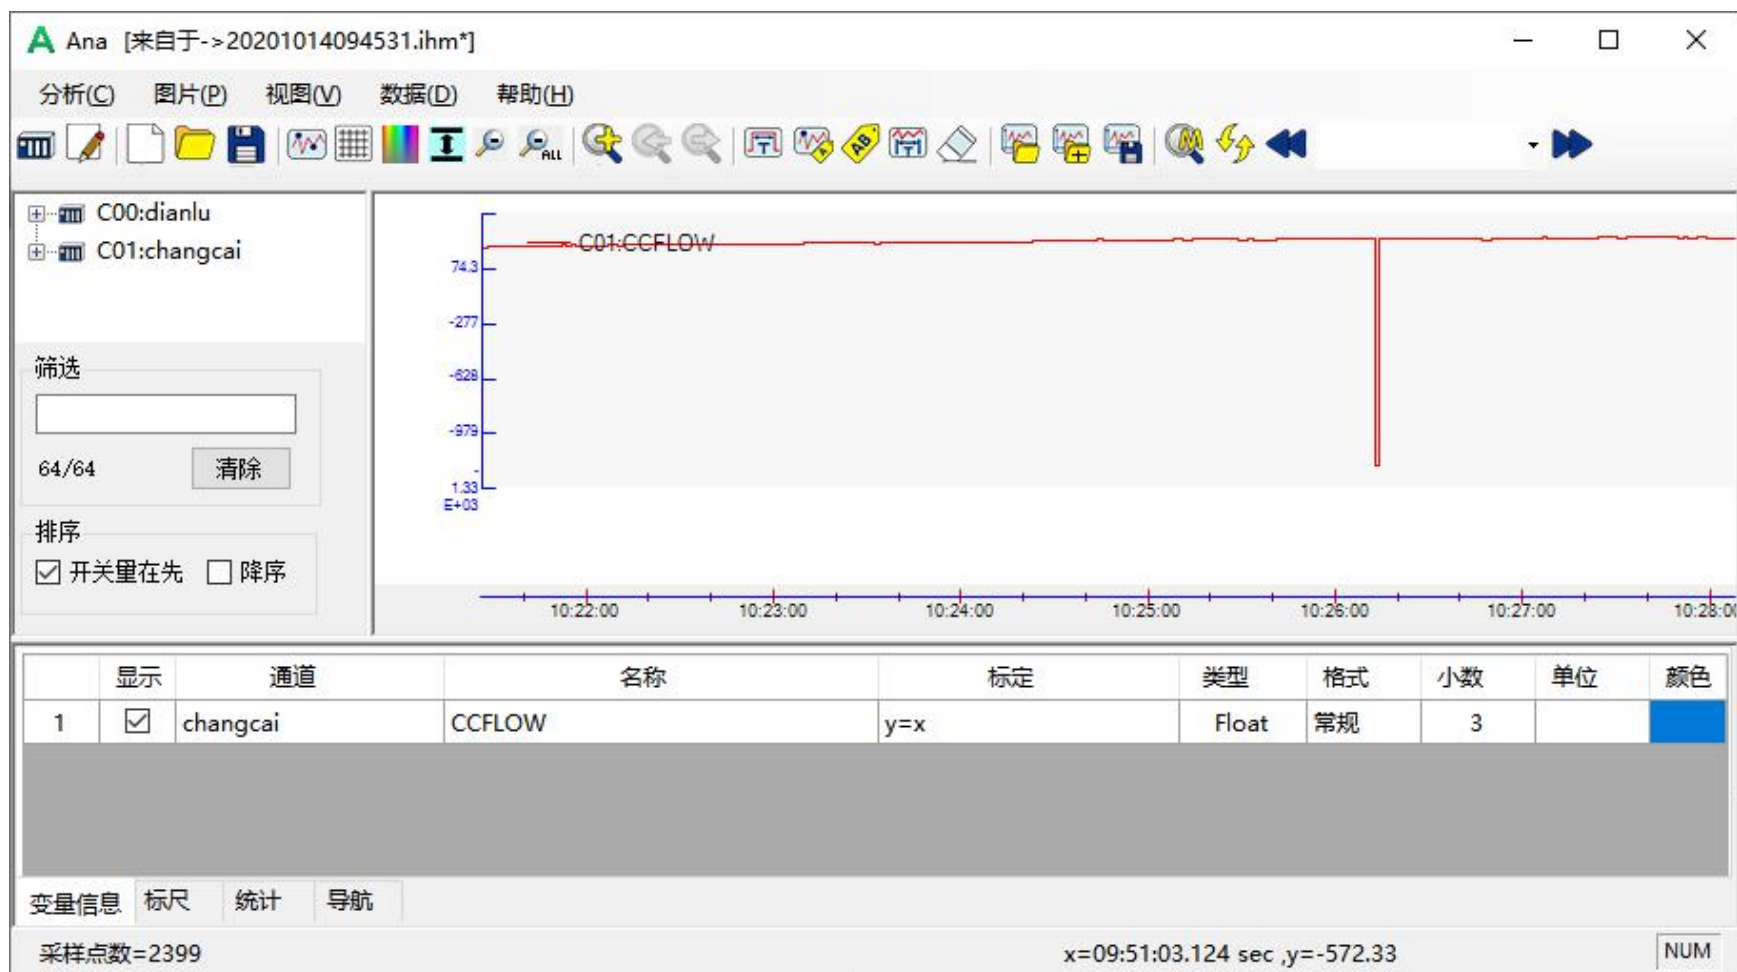 Ana [来自于->20201014094531.ihm*]
分析(C) 图片(P) 视图(V) 数据(D) 帮助(H)
ALL
C00:dianlu
C01:changcai
筛选
64/64 清除
排序
开关量在先 降序
C01:CCFLOW
74.3
-277
-628
-979
-
1.33
E+03
10:22:00 10:23:00 10:24:00 10:25:00 10:26:00 10:27:00 10:28:00
显示 通道 名称 标定 类型 格式 小数 单位 颜色
1 changcai CCFLOW y=x Float 常规 3
变量信息 标尺 统计 导航
采样点数=2399 x=09:51:03.124 sec ,y=-572.33 NUM